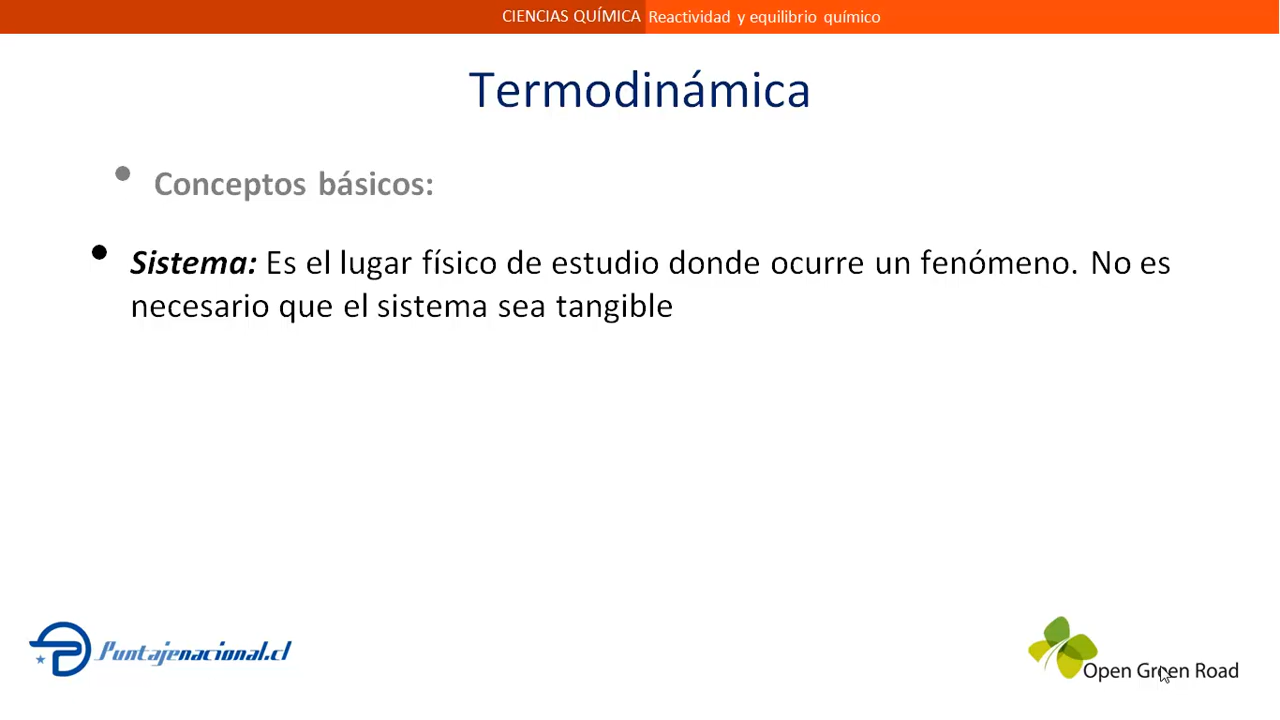 CIENCIAS QUÍMICA Reactividad y equilibrio químico
Termodinámica
• Conceptos básicos:
• Sistema: Es el lugar físico de estudio donde ocurre un fenómeno. No es
necesario que el sistema sea tangible
Puntajenacional.cl
Open Green Road